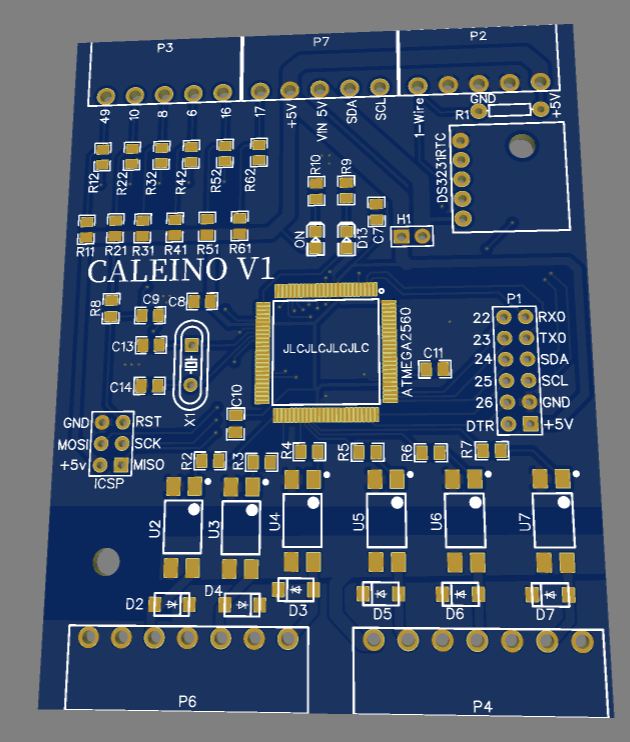 P3 P7 P2
49 10 8 6 16 17 +5V VIN 5V SDA SCL 1-Wire GND +5V
R1
R12 R22 R32 R42 R52 R62 R10 R9 DS3231RTC
C7 H1
R11 R21 R31 R41 R51 R61 ON D13
CALEINO V1
R8 C9 C8 P1
22 RX0
C13 JLCJLCJLCJLC ATMEGA2560 23 TX0
C11 24 SDA
C14 25 SCL
X1 C10 26 GND
GND RST DTR +5V
MOSI SCK
+5v MISO R2 R3 R4 R5 R6 R7
ICSP
U2 U3 U4 U5 U6 U7
D2 D4 D3 D5 D6 D7
P6 P4